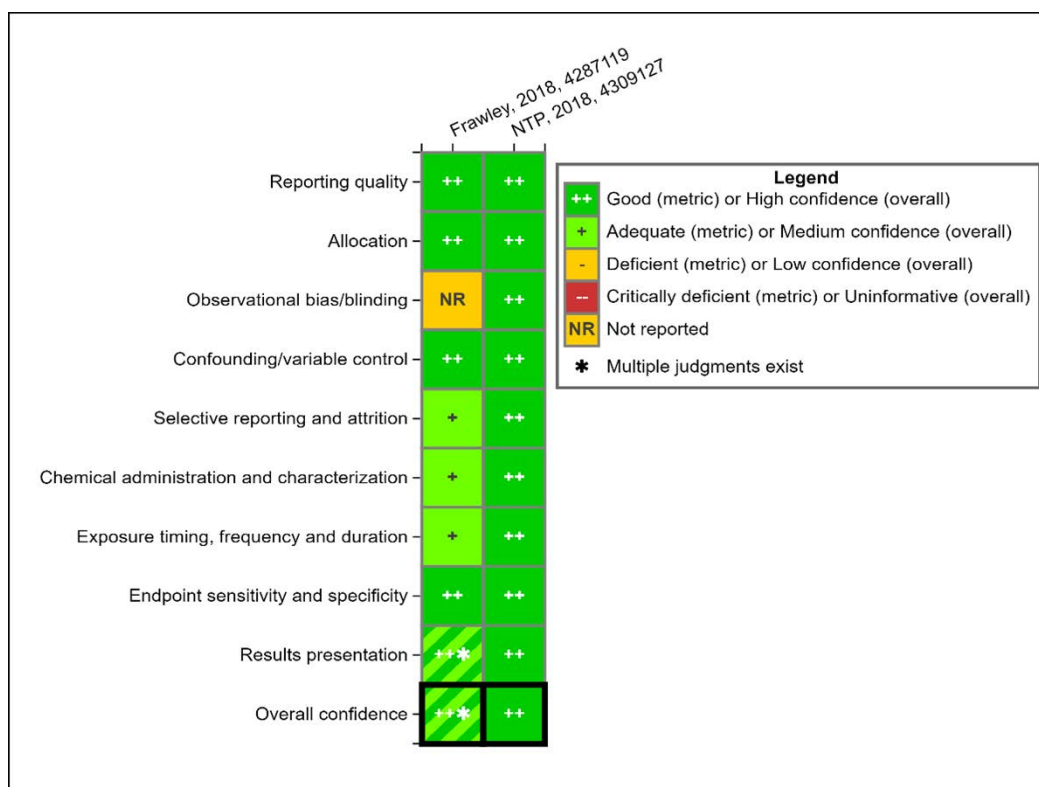 Frawley, 2018, 4287119
NTP, 2018, 4309127
Reporting quality ++ ++
Allocation ++ ++
Observational bias/blinding NR ++
Confounding/variable control ++ ++
Selective reporting and attrition + ++
Chemical administration and characterization + ++
Exposure timing, frequency and duration + ++
Endpoint sensitivity and specificity ++ ++
Results presentation ++✱ ++
Overall confidence ++✱ ++
Legend
++ Good (metric) or High confidence (overall)
+ Adequate (metric) or Medium confidence (overall)
- Deficient (metric) or Low confidence (overall)
-- Critically deficient (metric) or Uninformative (overall)
NR Not reported
✱ Multiple judgments exist